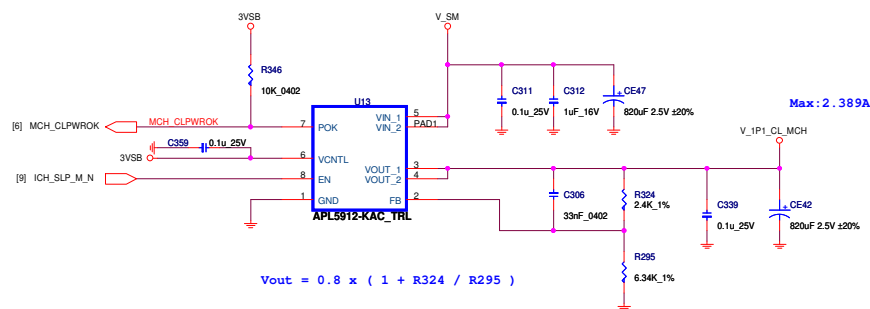 3VSB
V_SM
R346
10K_0402
C311
0.1u_25V
C312
1uF_16V
CE47
820uF 2.5V ±20%
Max:2.389A
U13
[6] MCH_CLPWROK
MCH_CLPWROK
7 POK
VIN_1 5
VIN_2 PAD1
V_1P1_CL_MCH
C359
0.1u_25V
3VSB
6 VCNTL
VOUT_1 3
VOUT_2 4
[9] ICH_SLP_M_N
8 EN
1 GND
FB 2
APL5912-KAC_TRL
C306
33nF_0402
R324
2.4K_1%
C339
0.1u_25V
CE42
820uF 2.5V ±20%
R295
6.34K_1%
Vout = 0.8 x ( 1 + R324 / R295 )